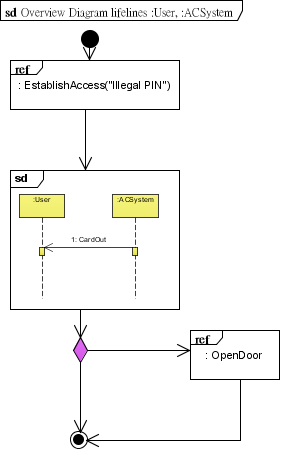 sd Overview Diagram lifelines :User, :ACSystem
ref
: EstablishAccess("Illegal PIN")
sd
:User :ACSystem
1: CardOut
ref
: OpenDoor